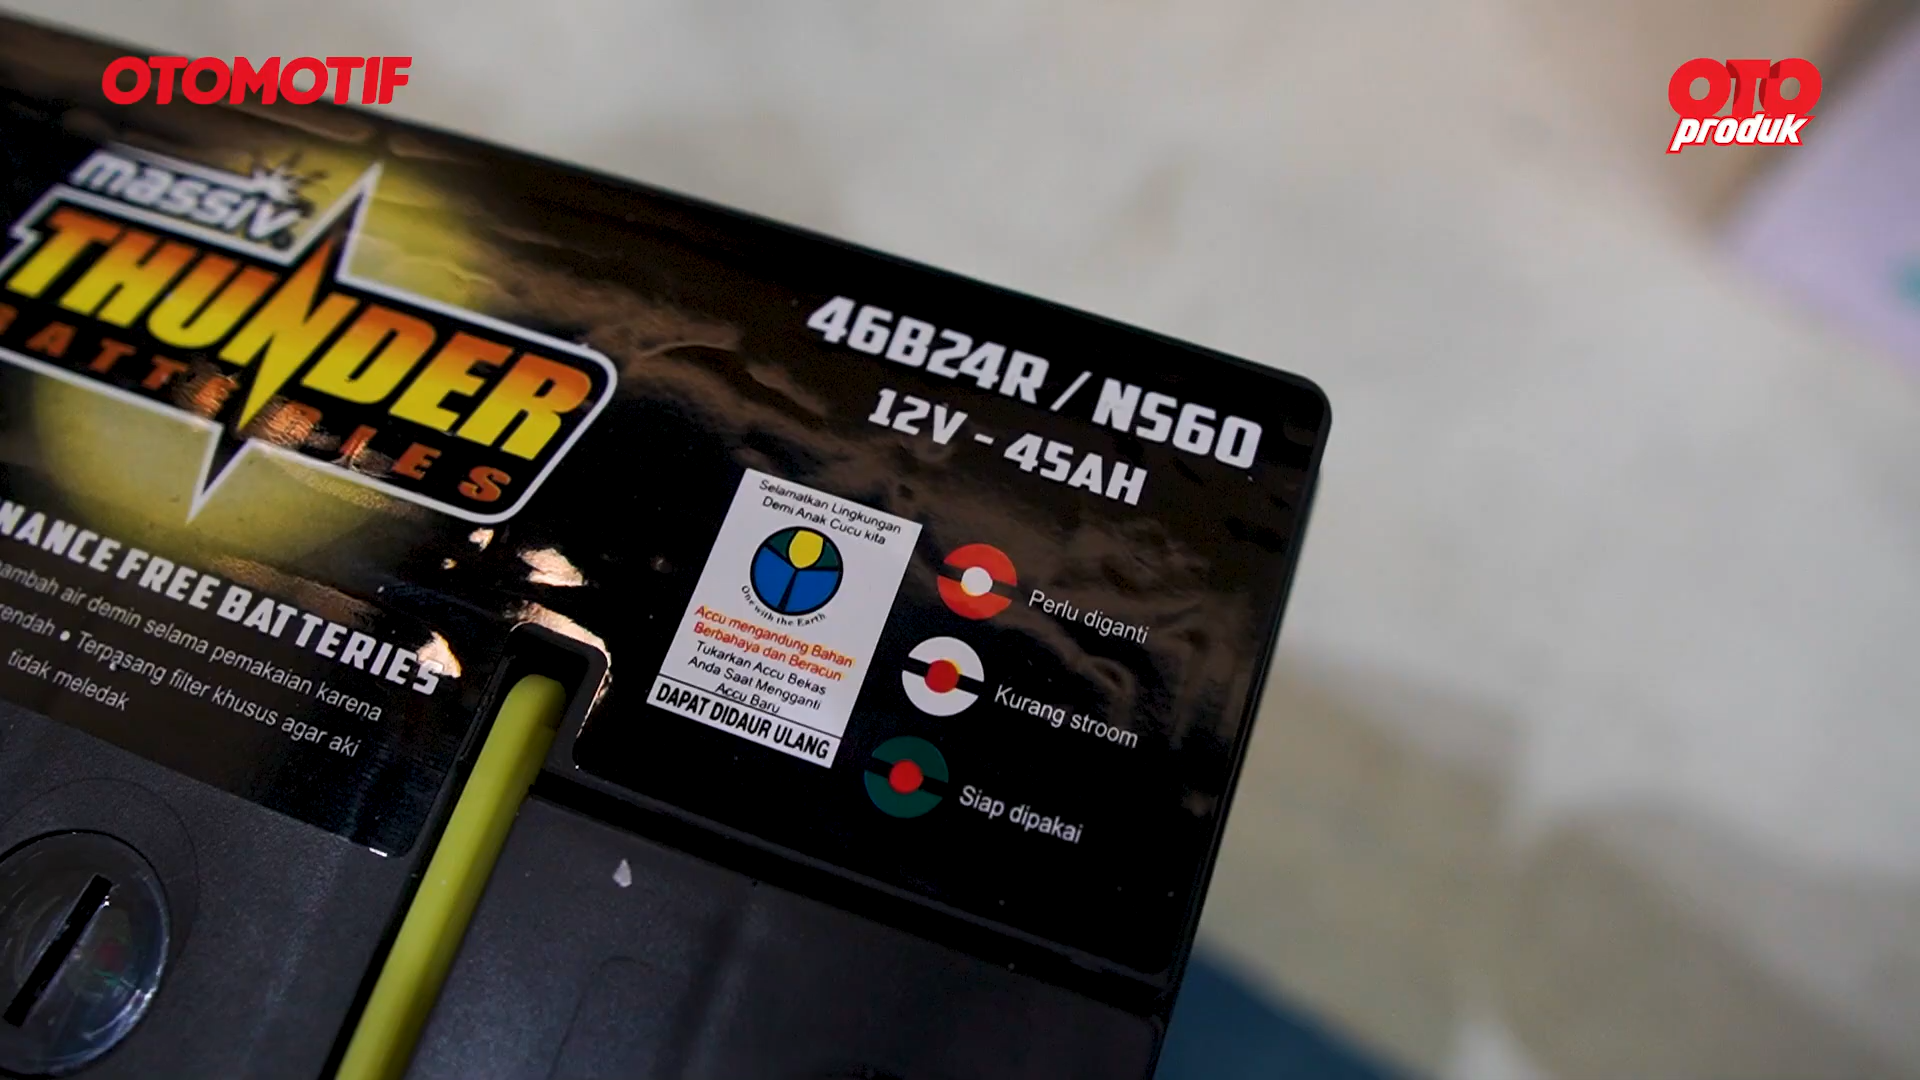 OTOMOTIF
OTO
produk
massiv
THUNDER
BATTERIES
46B24R / NS60
12V - 45AH
NANCE FREE BATTERIES
ambah air demin selama pemakaian karena
rendah • Terpasang filter khusus agar aki
tidak meledak
Selamatkan Lingkungan
Demi Anak Cucu kita
One with the Earth
Accu mengandung Bahan
Berbahaya dan Beracun
Tukarkan Accu Bekas
Anda Saat Mengganti
Accu Baru
DAPAT DIDAUR ULANG
Perlu diganti
Kurang stroom
Siap dipakai